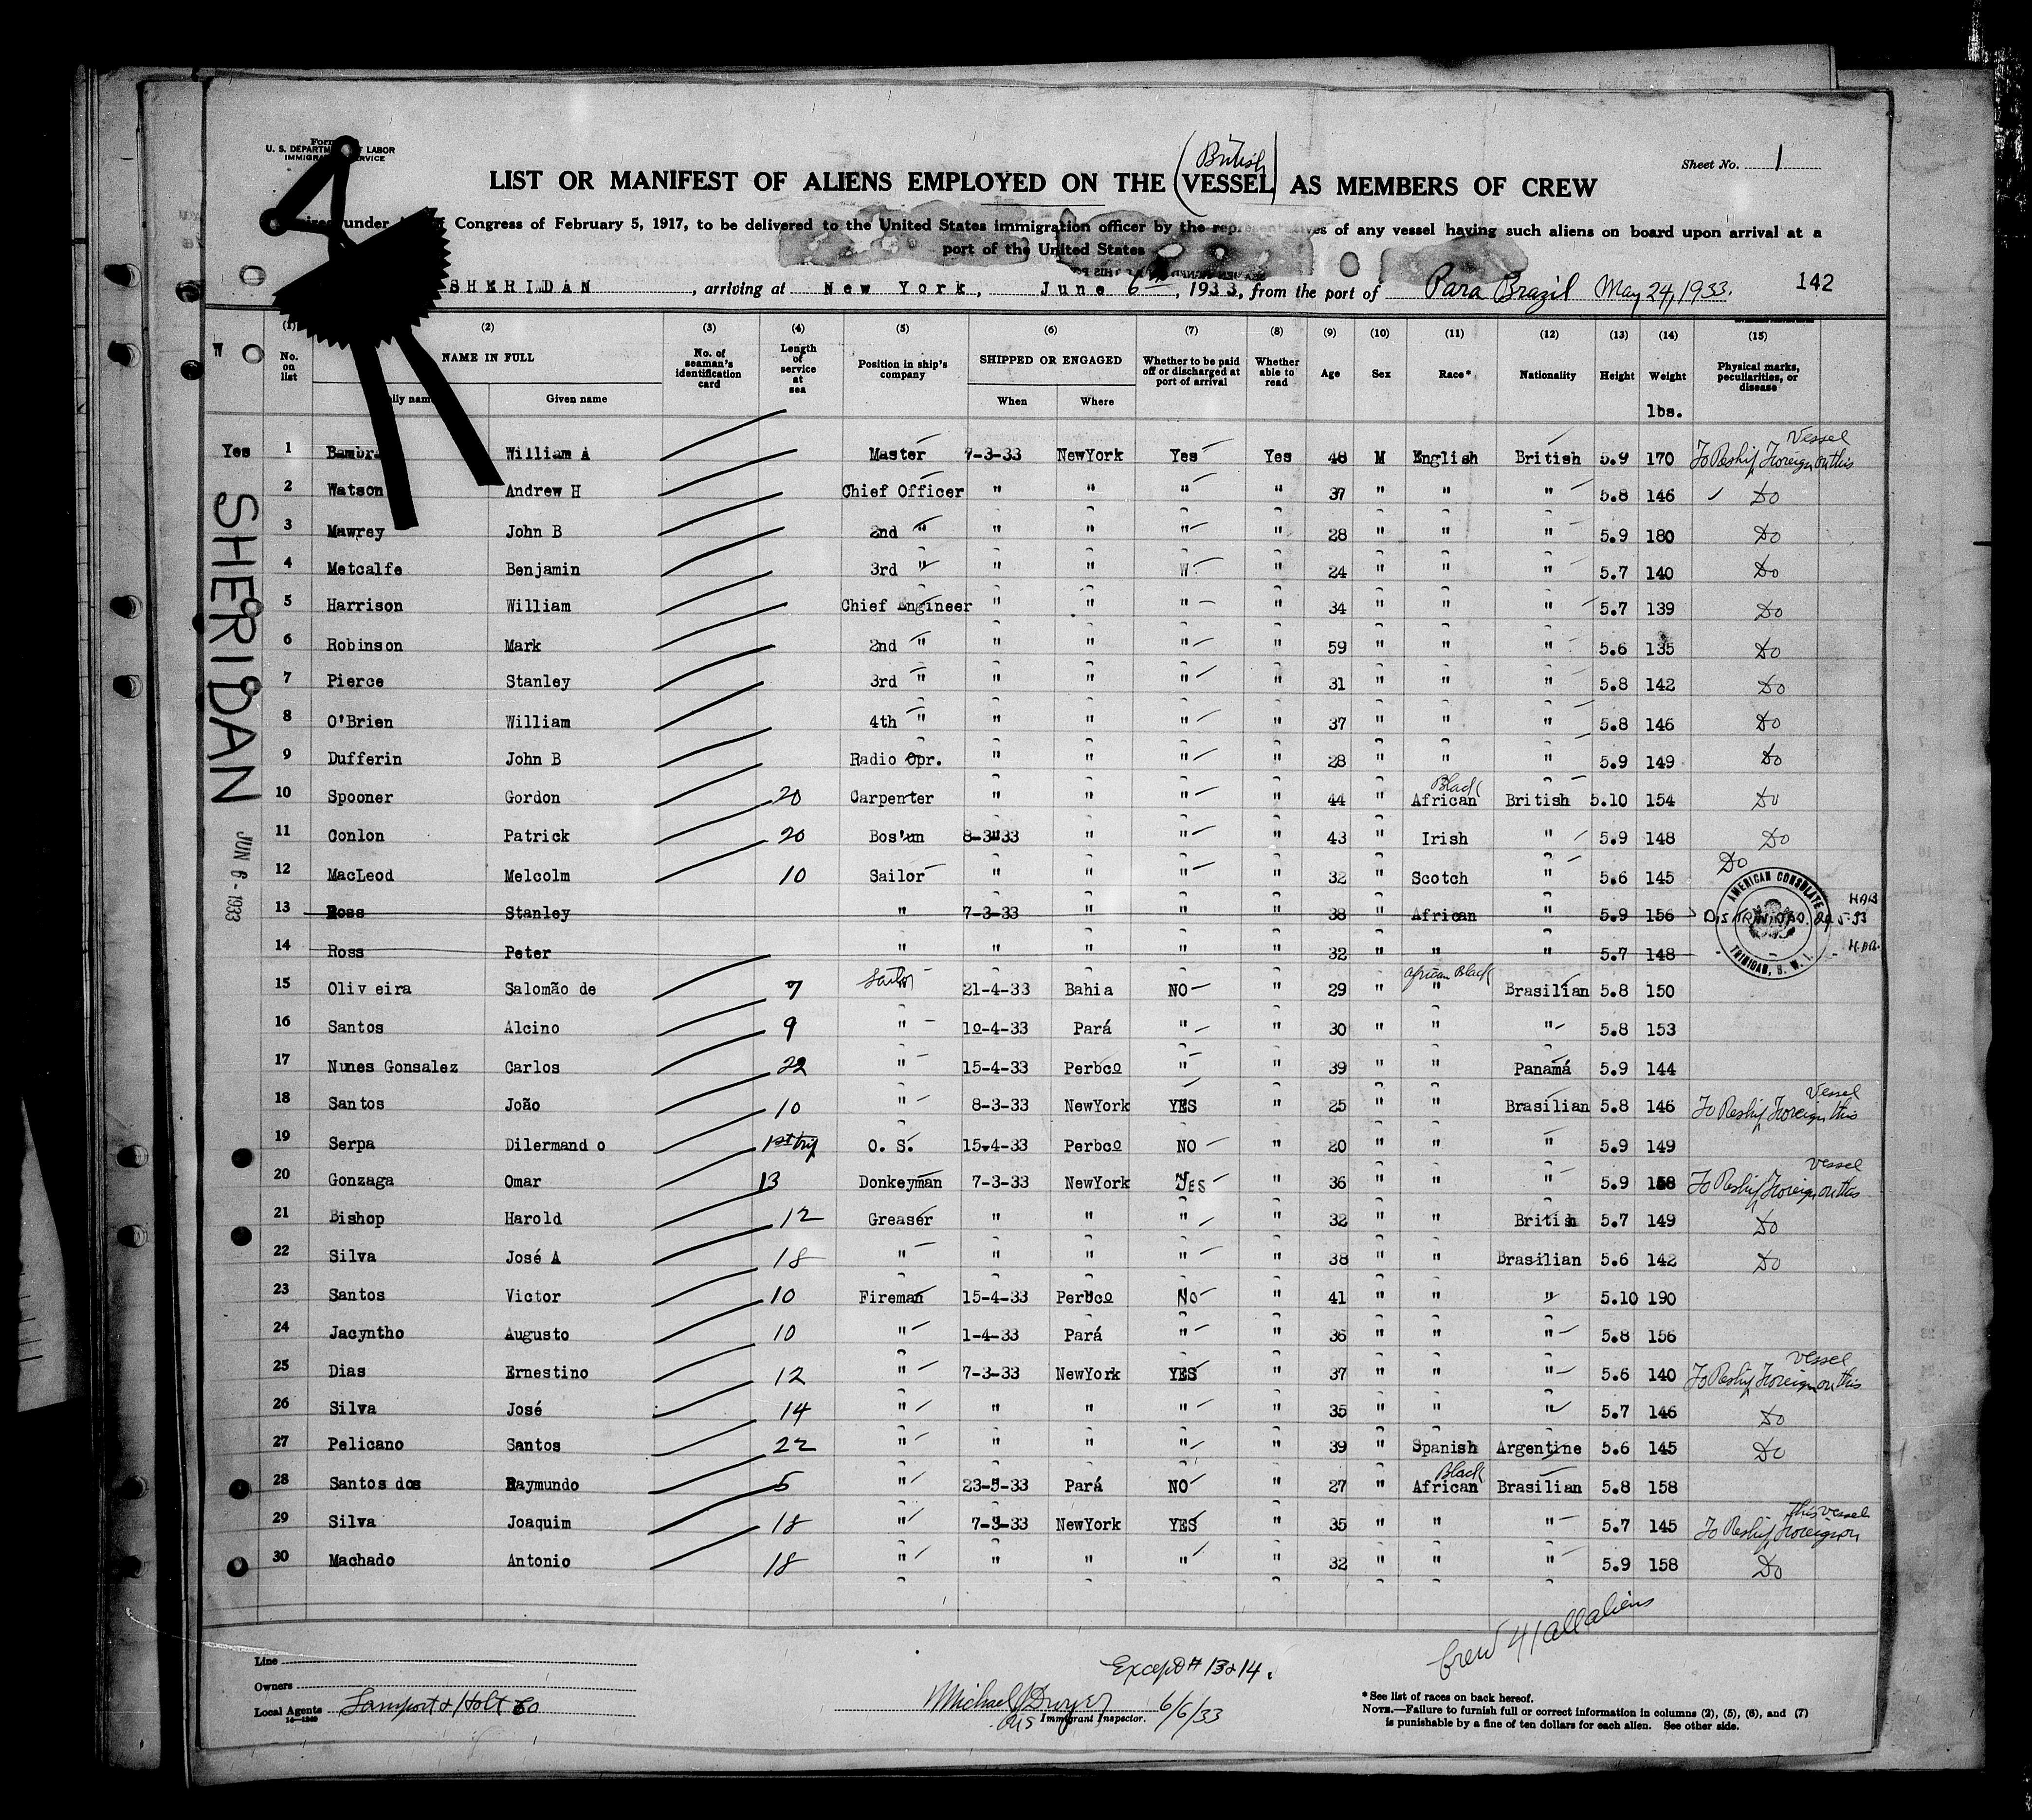 Form
U. S. DEPARTMENT OF LABOR
IMMIGRATION SERVICE
Sheet No. 1
(British)
LIST OR MANIFEST OF ALIENS EMPLOYED ON THE VESSEL AS MEMBERS OF CREW
under Congress of February 5, 1917, to be delivered to the United States immigration officer by the representatives of any vessel having such aliens on board upon arrival at a
port of the United States
SHERIDAN, arriving at New York, June 6th, 1933, from the port of Para Brazil May 24, 1933. 142
(1) (2) (3) (4) (5) (6) (7) (8) (9) (10) (11) (12) (13) (14) (15)
No. on list NAME IN FULL No. of seaman's identification card Length of service at sea Position in ship's company SHIPPED OR ENGAGED Whether to be paid off or discharged at port of arrival Whether able to read Age Sex Race* Nationality Height Weight Physical marks, peculiarities, or disease
Given name When Where lbs.
Yes 1 William A Master 7-3-33 NewYork Yes Yes 48 M English British 5.9 170 To Reship Foreign on this Vessel
2 Watson Andrew H Chief Officer " " " " 37 " " " 5.8 146 Do
3 Mawrey John B 2nd " " " " " 28 " " " 5.9 180 Do
4 Metcalfe Benjamin 3rd " " " W " 24 " " " 5.7 140 Do
5 Harrison William Chief Engineer " " " " 34 " " " 5.7 139 Do
6 Robinson Mark 2nd " " " " " 59 " " " 5.6 135 Do
7 Pierce Stanley 3rd " " " " " 31 " " " 5.8 142 Do
8 O'Brien William 4th " " " " " 37 " " " 5.8 146 Do
9 Dufferin John B Radio Opr. " " " " 28 " " " 5.9 149 Do
10 Spooner Gordon 20 Carpenter " " " " 44 " African Black British 5.10 154 Do
11 Conlon Patrick 20 Bos'un 8-3-33 " " " 43 " Irish " 5.9 148 Do
12 MacLeod Melcolm 10 Sailor " " " " 32 " Scotch " 5.6 145 Do
13 Ross Stanley " 7-3-33 " " " 38 " African " 5.9 156
14 Ross Peter " " " " " 32 " " " 5.7 148
AMERICAN CONSULATE
TRINIDAD, B. W. I.
15 Oliv eira Salomão de 7 Sailor " 21-4-33 Bahia NO " 29 " African Black " Brasilian 5.8 150
16 Santos Alcino 9 " 10-4-33 Pará " " 30 " " " 5.8 153
17 Nunes Gonsalez Carlos 22 " 15-4-33 Perbco " " 39 " " Panamá 5.9 144
18 Santos João 10 " 8-3-33 NewYork YES " 25 " " Brasilian 5.8 146 To Reship Foreign this Vessel
19 Serpa Dilermand o 1st trip O. S. 15-4-33 Perbco NO " 20 " " " 5.9 149
20 Gonzaga Omar 13 Donkeyman 7-3-33 NewYork YES " 36 " " " 5.9 158 To Reship Foreign on this Vessel
21 Bishop Harold 12 Greaser " " " " 32 " " British 5.7 149 Do
22 Silva José A 18 " " " " " 38 " " Brasilian 5.6 142 Do
23 Santos Victor 10 Fireman 15-4-33 Perbco No " 41 " " " 5.10 190
24 Jacyntho Augusto 10 " 1-4-33 Pará " " 36 " " " 5.8 156
25 Dias Ernestino 12 " 7-3-33 NewYork YES " 37 " " " 5.6 140 To Reship Foreign on this Vessel
26 Silva José 14 " " " " " 35 " " " 5.7 146 Do
27 Pelicano Santos 22 " " " " " 39 " Spanish Argentine 5.6 145 Do
28 Santos dos Raymundo 5 " 23-5-33 Pará NO " 27 " African Black Brasilian 5.8 158
29 Silva Joaquim 18 " 7-3-33 NewYork YES " 35 " " " 5.7 145 To Reship Foreign on this Vessel
30 Machado Antonio 18 " " " " " 32 " " " 5.9 158 Do
SHERIDAN
JUN 6 - 1933
Crew 41 all aliens
Line
Owners
Local Agents Lamport & Holt Co
14—1240
Except # 13 & 14.
Michael J Dwyer 6/6/33
Immigrant Inspector.
*See list of races on back hereof.
NOTE.—Failure to furnish full or correct information in columns (2), (5), (6), and (7)
is punishable by a fine of ten dollars for each alien. See other side.